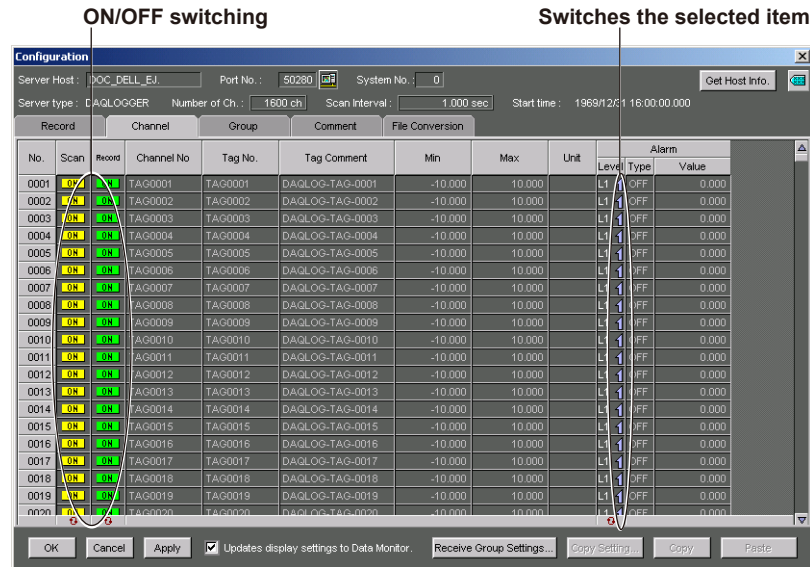 ON/OFF switching Switches the selected item
Configuration
Server Host : DOC_DELL_EJ. Port No. : 50280 System No. : 0 Get Host Info.
Server type : DAQLOGGER Number of Ch. : 1600 ch Scan Interval : 1.000 sec Start time : 1969/12/31 16:00:00.000
Record Channel Group Comment File Conversion
No. Scan Record Channel No Tag No. Tag Comment Min Max Unit Alarm
Level Type Value
0001 ON ON TAG0001 TAG0001 DAQLOG-TAG-0001 -10.000 10.000 L1 1 OFF 0.000
0002 ON ON TAG0002 TAG0002 DAQLOG-TAG-0002 -10.000 10.000 L1 1 OFF 0.000
0003 ON ON TAG0003 TAG0003 DAQLOG-TAG-0003 -10.000 10.000 L1 1 OFF 0.000
0004 ON ON TAG0004 TAG0004 DAQLOG-TAG-0004 -10.000 10.000 L1 1 OFF 0.000
0005 ON ON TAG0005 TAG0005 DAQLOG-TAG-0005 -10.000 10.000 L1 1 OFF 0.000
0006 ON ON TAG0006 TAG0006 DAQLOG-TAG-0006 -10.000 10.000 L1 1 OFF 0.000
0007 ON ON TAG0007 TAG0007 DAQLOG-TAG-0007 -10.000 10.000 L1 1 OFF 0.000
0008 ON ON TAG0008 TAG0008 DAQLOG-TAG-0008 -10.000 10.000 L1 1 OFF 0.000
0009 ON ON TAG0009 TAG0009 DAQLOG-TAG-0009 -10.000 10.000 L1 1 OFF 0.000
0010 ON ON TAG0010 TAG0010 DAQLOG-TAG-0010 -10.000 10.000 L1 1 OFF 0.000
0011 ON ON TAG0011 TAG0011 DAQLOG-TAG-0011 -10.000 10.000 L1 1 OFF 0.000
0012 ON ON TAG0012 TAG0012 DAQLOG-TAG-0012 -10.000 10.000 L1 1 OFF 0.000
0013 ON ON TAG0013 TAG0013 DAQLOG-TAG-0013 -10.000 10.000 L1 1 OFF 0.000
0014 ON ON TAG0014 TAG0014 DAQLOG-TAG-0014 -10.000 10.000 L1 1 OFF 0.000
0015 ON ON TAG0015 TAG0015 DAQLOG-TAG-0015 -10.000 10.000 L1 1 OFF 0.000
0016 ON ON TAG0016 TAG0016 DAQLOG-TAG-0016 -10.000 10.000 L1 1 OFF 0.000
0017 ON ON TAG0017 TAG0017 DAQLOG-TAG-0017 -10.000 10.000 L1 1 OFF 0.000
0018 ON ON TAG0018 TAG0018 DAQLOG-TAG-0018 -10.000 10.000 L1 1 OFF 0.000
0019 ON ON TAG0019 TAG0019 DAQLOG-TAG-0019 -10.000 10.000 L1 1 OFF 0.000
0020 ON ON TAG0020 TAG0020 DAQLOG-TAG-0020 -10.000 10.000 L1 1 OFF 0.000
OK Cancel Apply Updates display settings to Data Monitor. Receive Group Settings... Copy Setting... Copy Paste